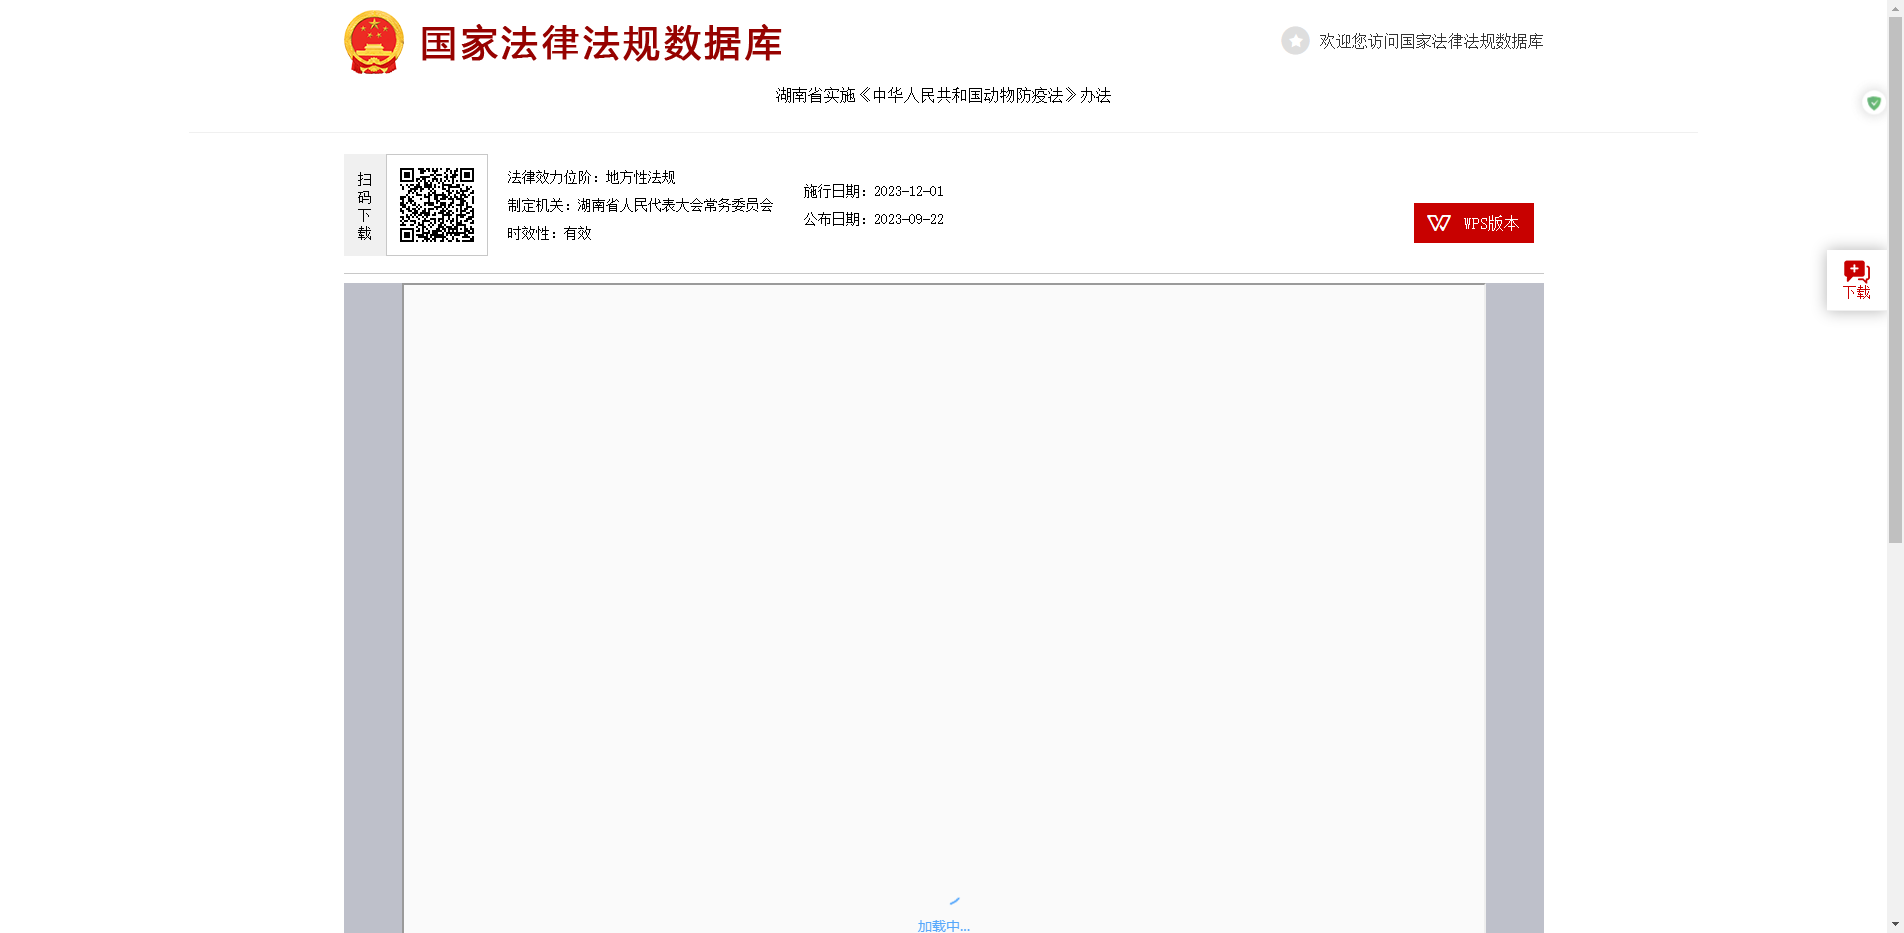 国家法律法规数据库
欢迎您访问国家法律法规数据库
湖南省实施《中华人民共和国动物防疫法》办法
扫码下载
法律效力位阶：地方性法规
制定机关：湖南省人民代表大会常务委员会
时效性：有效
施行日期：2023-12-01
公布日期：2023-09-22
WPS版本
下载
加载中...